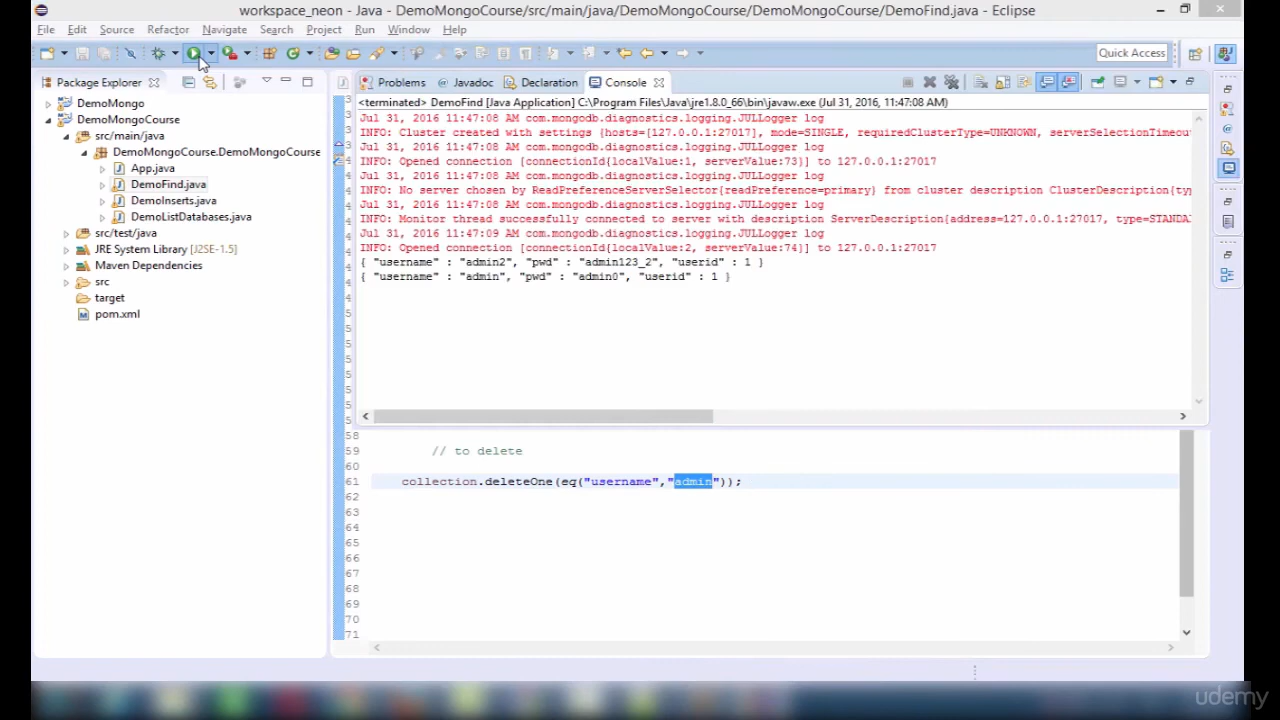 workspace_neon - Java - DemoMongoCourse/src/main/java/DemoMongoCourse/DemoMongoCourse/DemoFind.java - Eclipse
File Edit Source Refactor Navigate Search Project Run Window Help
Quick Access
Package Explorer
DemoMongo
DemoMongoCourse
src/main/java
DemoMongoCourse.DemoMongoCourse
App.java
DemoFind.java
DemoInserts.java
DemoListDatabases.java
src/test/java
JRE System Library [J2SE-1.5]
Maven Dependencies
src
target
pom.xml
Problems Javadoc Declaration Console
<terminated> DemoFind [Java Application] C:\Program Files\Java\jre1.8.0_66\bin\javaw.exe (Jul 31, 2016, 11:47:08 AM)
Jul 31, 2016 11:47:08 AM com.mongodb.diagnostics.logging.JULLogger log
INFO: Cluster created with settings {hosts=[127.0.0.1:27017], mode=SINGLE, requiredClusterType=UNKNOWN, serverSelectionTimeou
Jul 31, 2016 11:47:08 AM com.mongodb.diagnostics.logging.JULLogger log
INFO: Opened connection [connectionId{localValue:1, serverValue:73}] to 127.0.0.1:27017
Jul 31, 2016 11:47:08 AM com.mongodb.diagnostics.logging.JULLogger log
INFO: No server chosen by ReadPreferenceServerSelector{readPreference=primary} from cluster description ClusterDescription{ty
Jul 31, 2016 11:47:08 AM com.mongodb.diagnostics.logging.JULLogger log
INFO: Monitor thread successfully connected to server with description ServerDescription{address=127.0.0.1:27017, type=STANDA
Jul 31, 2016 11:47:09 AM com.mongodb.diagnostics.logging.JULLogger log
INFO: Opened connection [connectionId{localValue:2, serverValue:74}] to 127.0.0.1:27017
{ "username" : "admin2", "pwd" : "admin123_2", "userid" : 1 }
{ "username" : "admin", "pwd" : "admin0", "userid" : 1 }
58
59 // to delete
60
61 collection.deleteOne(eq("username","admin"));
62
63
64
65
66
67
68
69
70
71
udemy